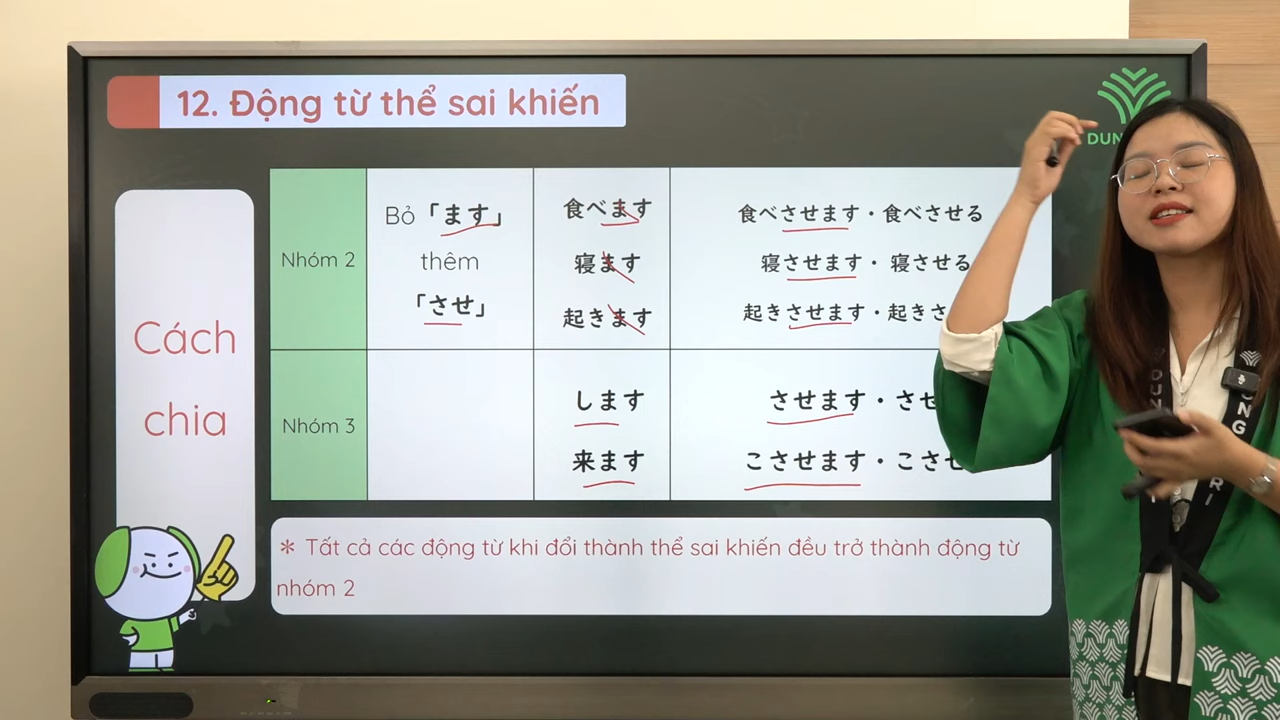 12. Động từ thể sai khiến
DUN
Cách
chia
Nhóm 2
Bỏ「ます」
thêm
「させ」
食べます
寝ます
起きます
食べさせます・食べさせる
寝させます・寝させる
起きさせます・起きさ
Nhóm 3
します
来ます
させます・させ
こさせます・こさせ
* Tất cả các động từ khi đổi thành thể sai khiến đều trở thành động từ
nhóm 2